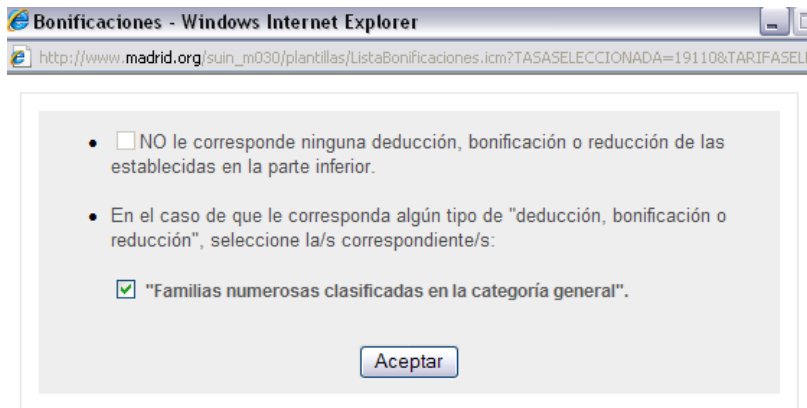 Bonificaciones - Windows Internet Explorer
http://www.madrid.org/suin_m030/plantillas/ListaBonificaciones.icm?TASASELECCIONADA=19110&TARIFASEL
NO le corresponde ninguna deducción, bonificación o reducción de las
establecidas en la parte inferior.
En el caso de que le corresponda algún tipo de "deducción, bonificación o
reducción", seleccione la/s correspondiente/s:
"Familias numerosas clasificadas en la categoría general".
Aceptar